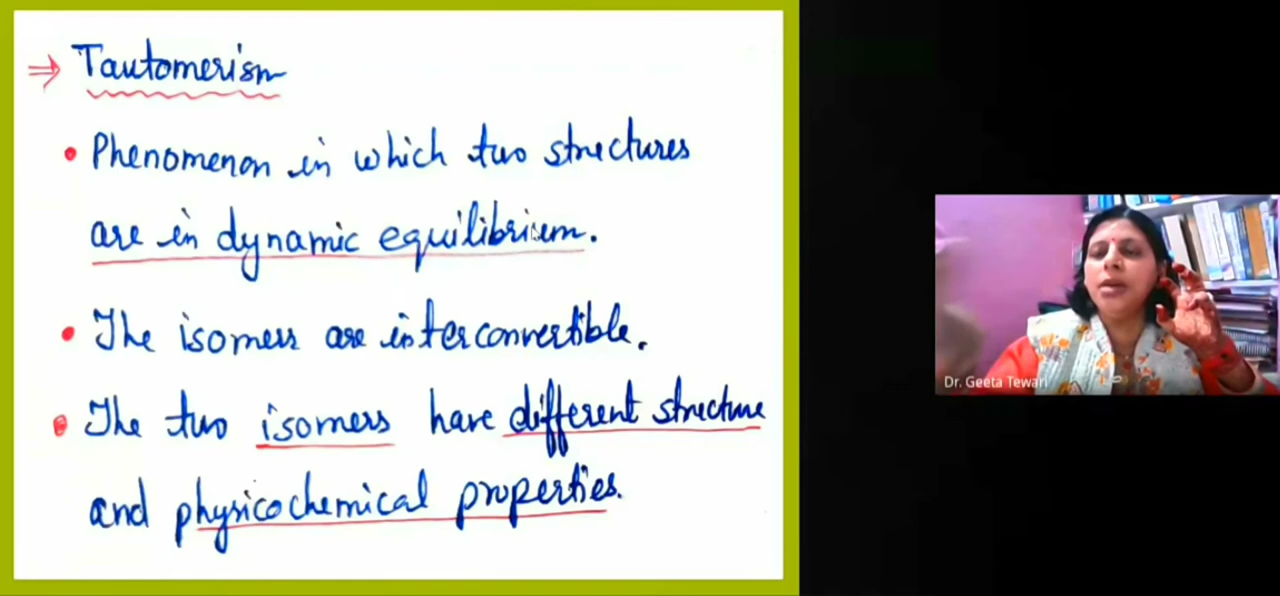 ⇒ Tautomerism
• Phenomenon in which two structures
are in dynamic equilibrium.
• The isomers are interconvertible.
• The two isomers have different structure
and physicochemical properties.
Dr. Geeta Tewari